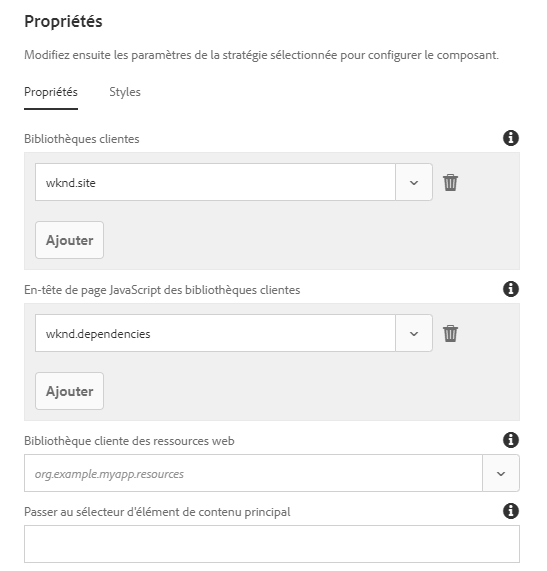 Propriétés
Modifiez ensuite les paramètres de la stratégie sélectionnée pour configurer le composant.
Propriétés Styles
Bibliothèques clientes
wknd.site
Ajouter
En-tête de page JavaScript des bibliothèques clientes
wknd.dependencies
Ajouter
Bibliothèque cliente des ressources web
org.example.myapp.resources
Passer au sélecteur d'élément de contenu principal